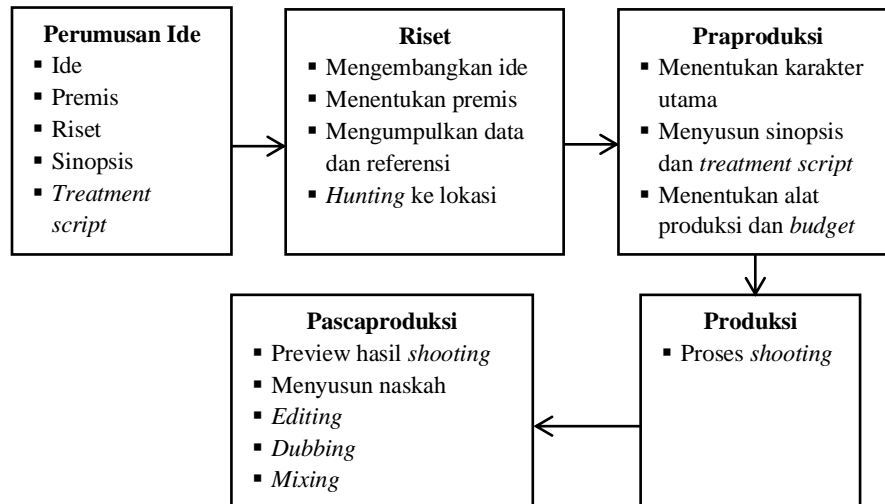 Perumusan Ide
▪ Ide
▪ Premis
▪ Riset
▪ Sinopsis
▪ Treatment
script
Riset
▪ Mengembangkan ide
▪ Menentukan premis
▪ Mengumpulkan data
dan referensi
▪ Hunting ke lokasi
Praproduksi
▪ Menentukan karakter
utama
▪ Menyusun sinopsis
dan treatment script
▪ Menentukan alat
produksi dan budget
Produksi
▪ Proses shooting
Pascaproduksi
▪ Preview hasil shooting
▪ Menyusun naskah
▪ Editing
▪ Dubbing
▪ Mixing